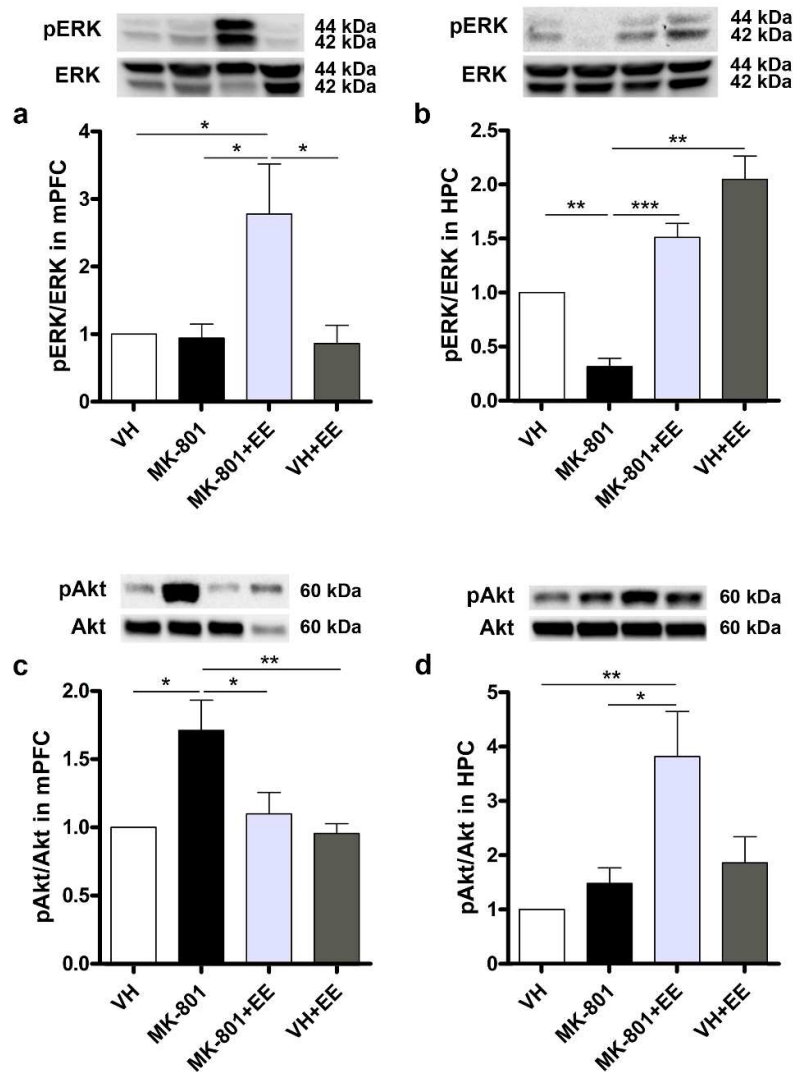 pERK 44 kDa
42 kDa
ERK 44 kDa
42 kDa
a
pERK/ERK in mPFC
4
3
2
1
0
* * *
VH MK-801 MK-801+EE VH+EE
pERK 44 kDa
42 kDa
ERK 44 kDa
42 kDa
b
pERK/ERK in HPC
2.5
2.0
1.5
1.0
0.5
0.0
**
** ***
VH MK-801 MK-801+EE VH+EE
pAkt 60 kDa
Akt 60 kDa
c
pAkt/Akt in mPFC
2.0
1.5
1.0
0.5
0.0
**
* *
VH MK-801 MK-801+EE VH+EE
pAkt 60 kDa
Akt 60 kDa
d
pAkt/Akt in HPC
5
4
3
2
1
0
**
*
VH MK-801 MK-801+EE VH+EE